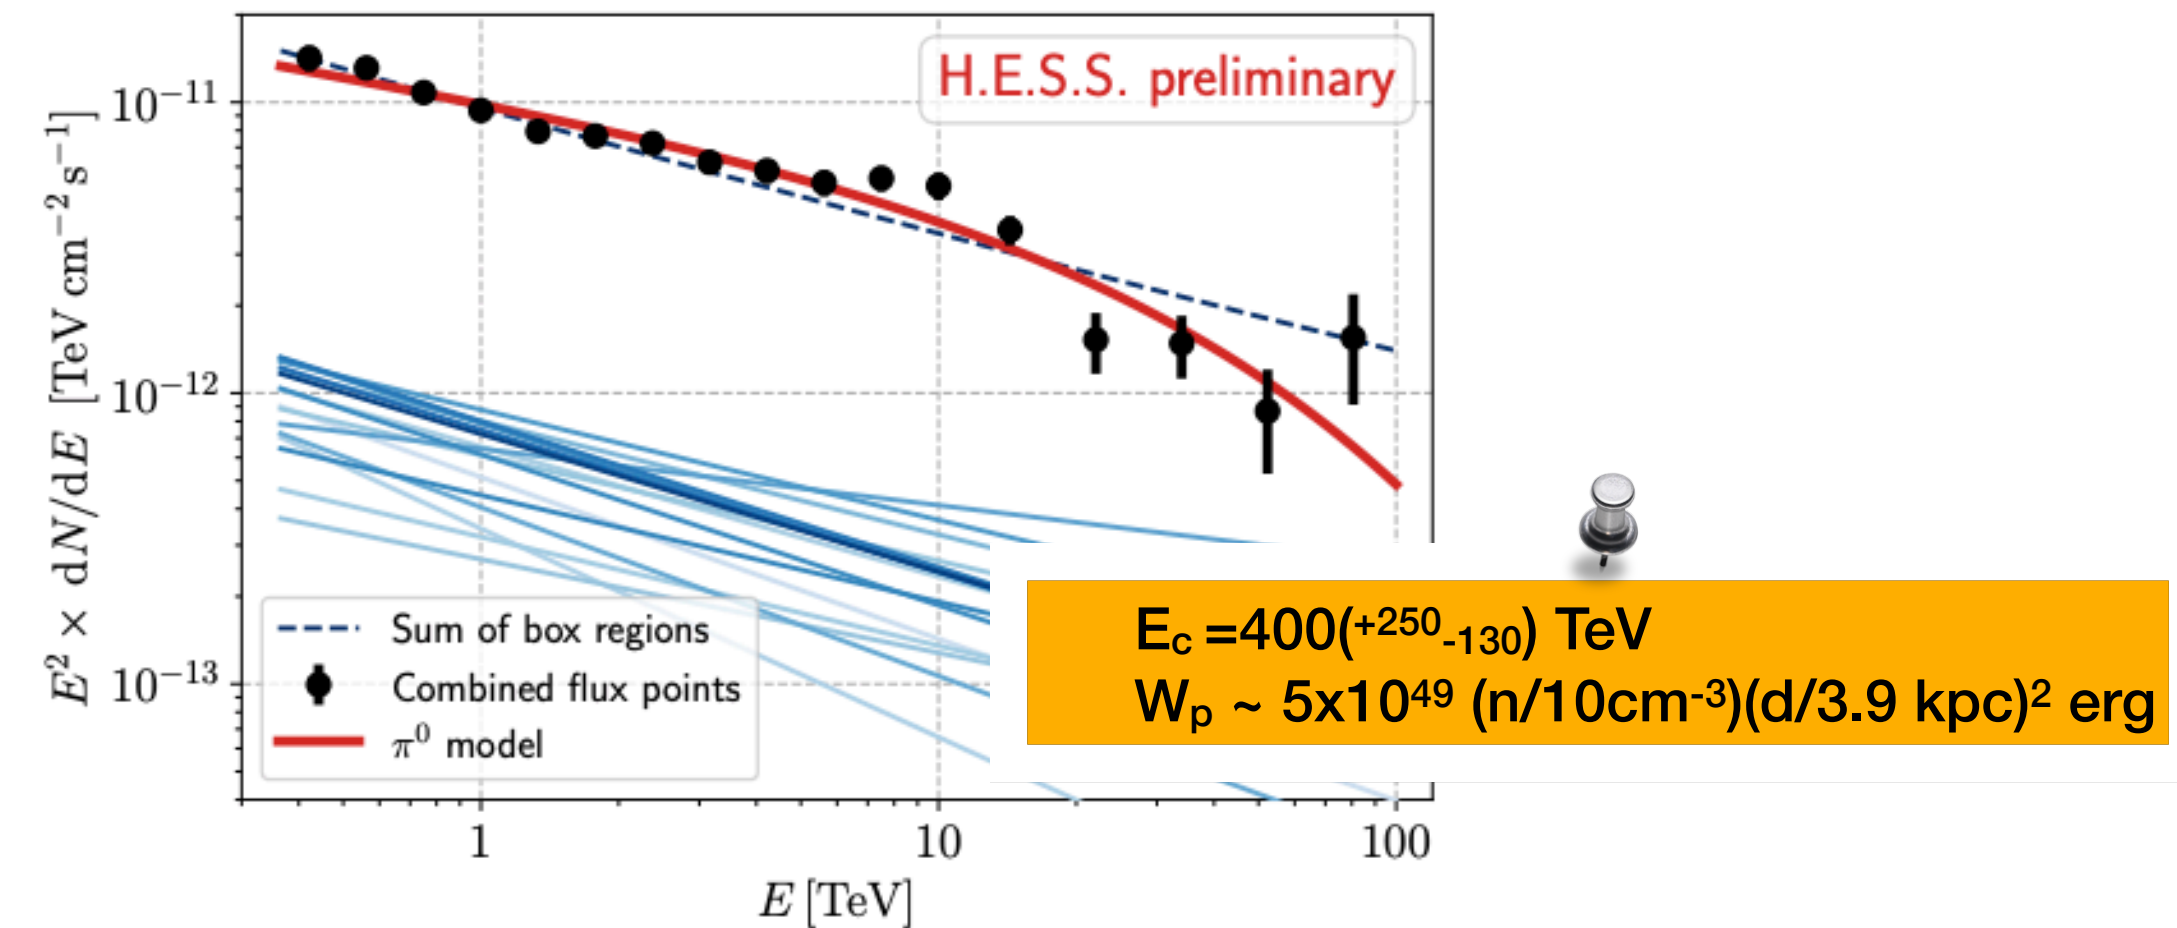 H.E.S.S. preliminary
E² × dN/dE [TeV cm⁻² s⁻¹]
10⁻¹¹
10⁻¹²
10⁻¹³
Sum of box regions
Combined flux points
π⁰ model
E_c =400(⁺²⁵⁰₋₁₃₀) TeV
W_p ~ 5x10⁴⁹ (n/10cm⁻³)(d/3.9 kpc)² erg
1 10 100
E [TeV]